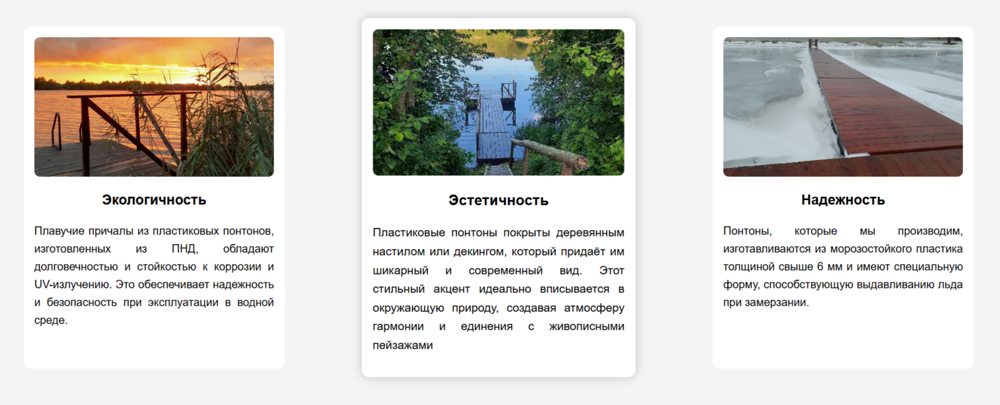 Экологичность
Плавучие причалы из пластиковых понтонов,
изготовленных из ПНД, обладают
долговечностью и стойкостью к коррозии и
UV-излучению. Это обеспечивает надежность
и безопасность при эксплуатации в водной
среде.
Эстетичность
Пластиковые понтоны покрыты деревянным
настилом или декингом, который придаёт им
шикарный и современный вид. Этот
стильный акцент идеально вписывается в
окружающую природу, создавая атмосферу
гармонии и единения с живописными
пейзажами
Надежность
Понтоны, которые мы производим,
изготавливаются из морозостойкого пластика
толщиной свыше 6 мм и имеют специальную
форму, способствующую выдавливанию льда
при замерзании.